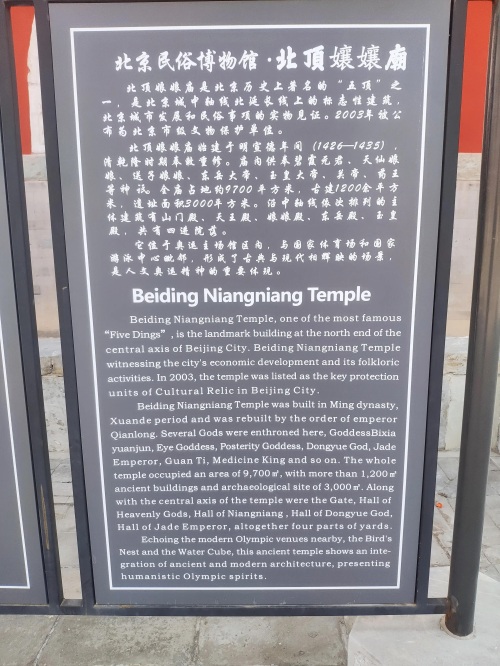 北京民俗博物馆·北頂孃孃廟
北顶娘娘庙是北京历史上著名的“五顶”之
一，是北京城中轴线北延长线上的标志性建筑，
北京城市发展和民俗事项的实物见证。2003年被公
布为北京市级文物保护单位。
北顶娘娘庙始建于明宣德年间（1426—1435），
清乾隆时期奉敕重修。庙内供奉碧霞元君、天仙娘
娘、送子娘娘、东岳大帝、玉皇大帝、关帝、药王
等神祇。全庙占地约9700平方米，古建1200余平方
米，遗址面积3000平方米。沿中轴线依次排列的主
体建筑有山门殿、天王殿、娘娘殿、东岳殿、玉皇
殿，共有四进院落。
它位于奥运主场馆区内，与国家体育场和国家
游泳中心毗邻，形成了古典与现代相辉映的场景，
是人文奥运精神的重要体现。
Beiding Niangniang Temple
Beiding Niangniang Temple, one of the most famous
“Five Dings”, is the landmark building at the north end of the
central axis of Beijing City. Beiding Niangniang Temple
witnessing the city's economic development and its folkloric
activities. In 2003, the temple was listed as the key protection
units of Cultural Relic in Beijing City.
Beiding Niangniang Temple was built in Ming dynasty,
Xuande period and was rebuilt by the order of emperor
Qianlong. Several Gods were enthroned here, GoddessBixia
yuanjun, Eye Goddess, Posterity Goddess, Dongyue God, Jade
Emperor, Guan Ti, Medicine King and so on. The whole
temple occupied an area of 9,700㎡, with more than 1,200㎡
ancient buildings and archaeological site of 3,000㎡. Along
with the central axis of the temple were the Gate, Hall of
Heavenly Gods, Hall of Niangniang , Hall of Dongyue God,
Hall of Jade Emperor, altogether four parts of yards.
Echoing the modern Olympic venues nearby, the Bird's
Nest and the Water Cube, this ancient temple shows an inte-
gration of ancient and modern architecture, presenting
humanistic Olympic spirits.